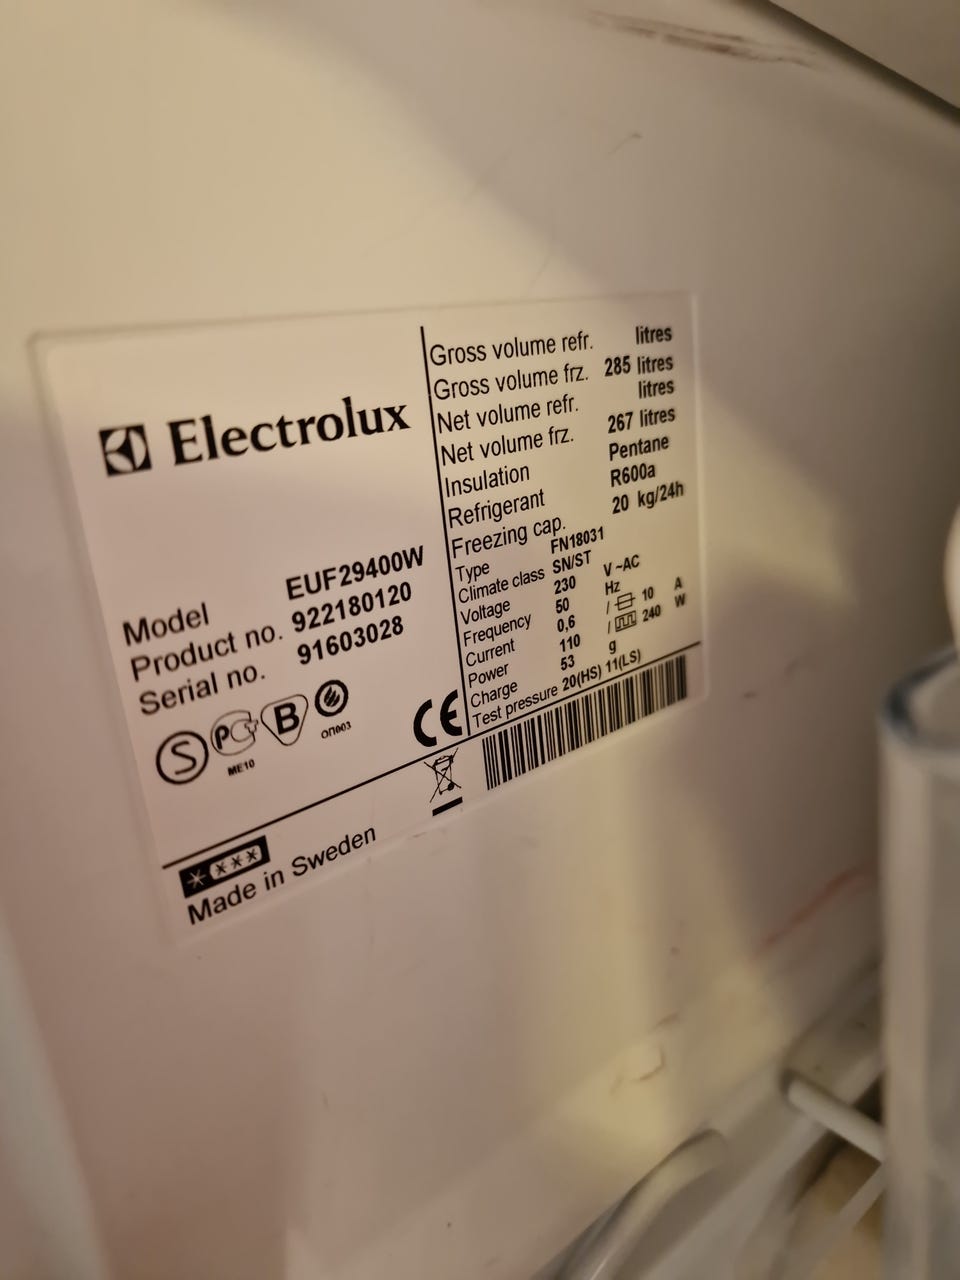 Electrolux
Model EUF29400W
Product no. 922180120
Serial no. 91603028
S PC B
ME10 ОП003
CE
Made in Sweden
Gross volume refr. litres
Gross volume frz. 285 litres
Net volume refr. litres
Net volume frz. 267 litres
Insulation Pentane
Refrigerant R600a
Freezing cap. 20 kg/24h
Type FN18031
Climate class SN/ST
Voltage 230 V ~AC
Frequency 50 Hz
Current 0,6 / 10 A
Power 110 / 240 W
Charge 53 g
Test pressure 20(HS) 11(LS)